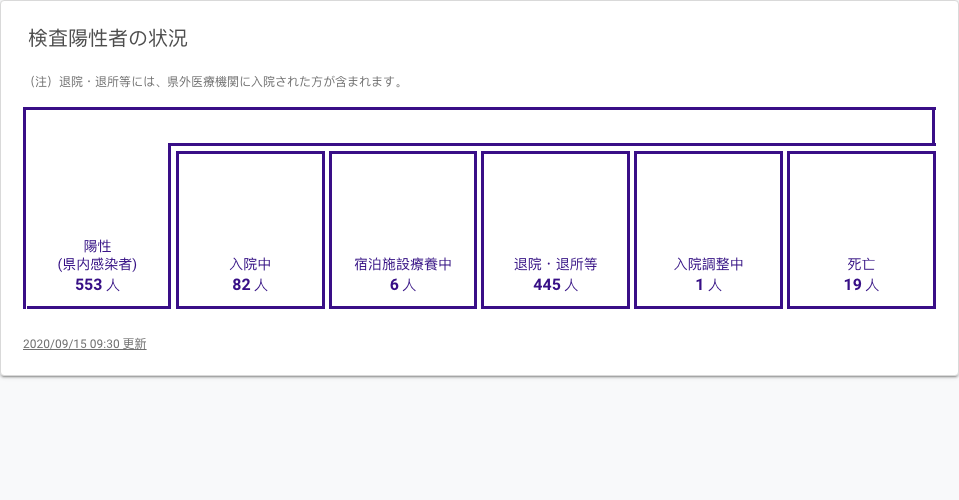 検査陽性者の状況
（注）退院・退所等には、県外医療機関に入院された方が含まれます。
陽性
(県内感染者)
553 人
入院中
82 人
宿泊施設療養中
6 人
退院・退所等
445 人
入院調整中
1 人
死亡
19 人
2020/09/15 09:30 更新